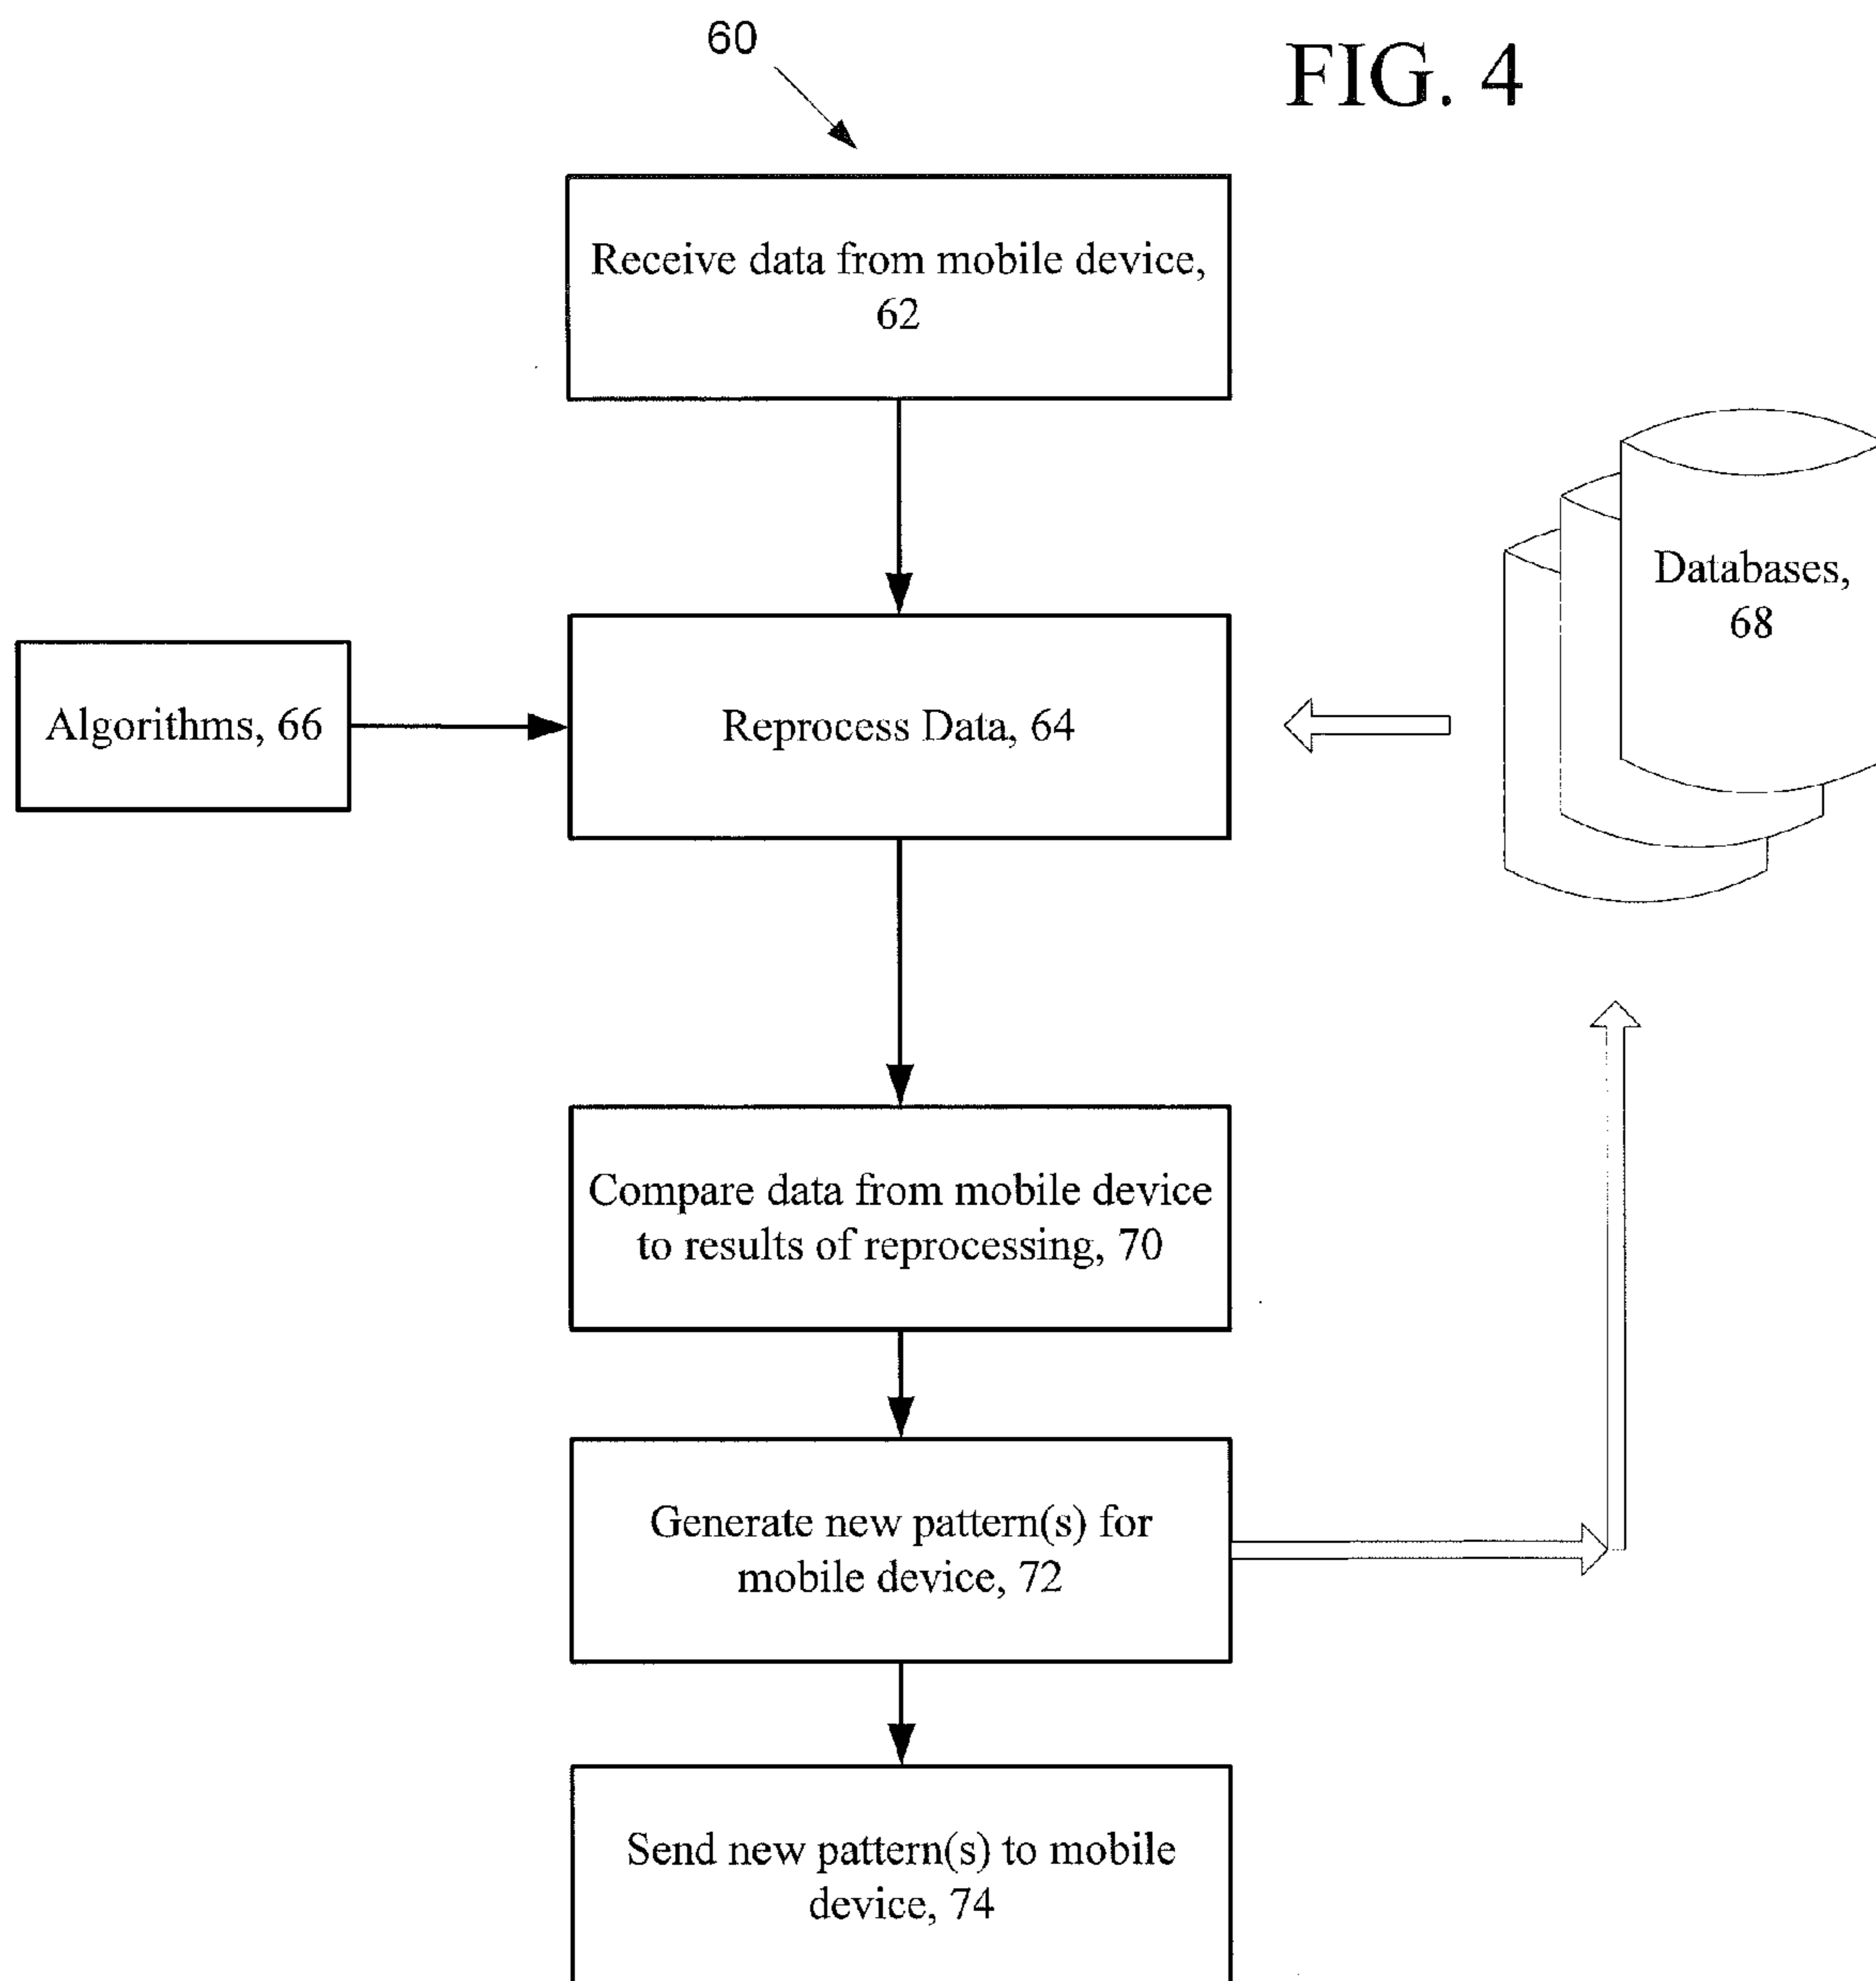 60
FIG. 4
Receive data from mobile device,
62
Databases,
68
Algorithms, 66
Reprocess Data, 64
Compare data from mobile device
to results of reprocessing, 70
Generate new pattern(s) for
mobile device, 72
Send new pattern(s) to mobile
device, 74